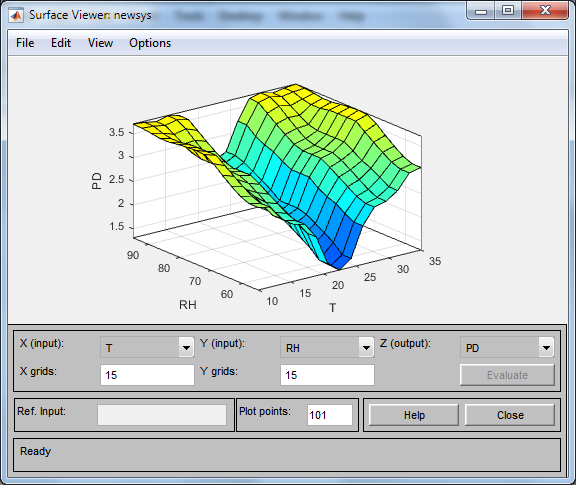 Surface Viewer: newsys
File Edit View Options
3.5
3
2.5
2
1.5
PD
90
80
70
60
RH
10
15
20
25
30
35
T
X (input): T Y (input): RH Z (output): PD
X grids: 15 Y grids: 15 Evaluate
Ref. Input: Plot points: 101 Help Close
Ready